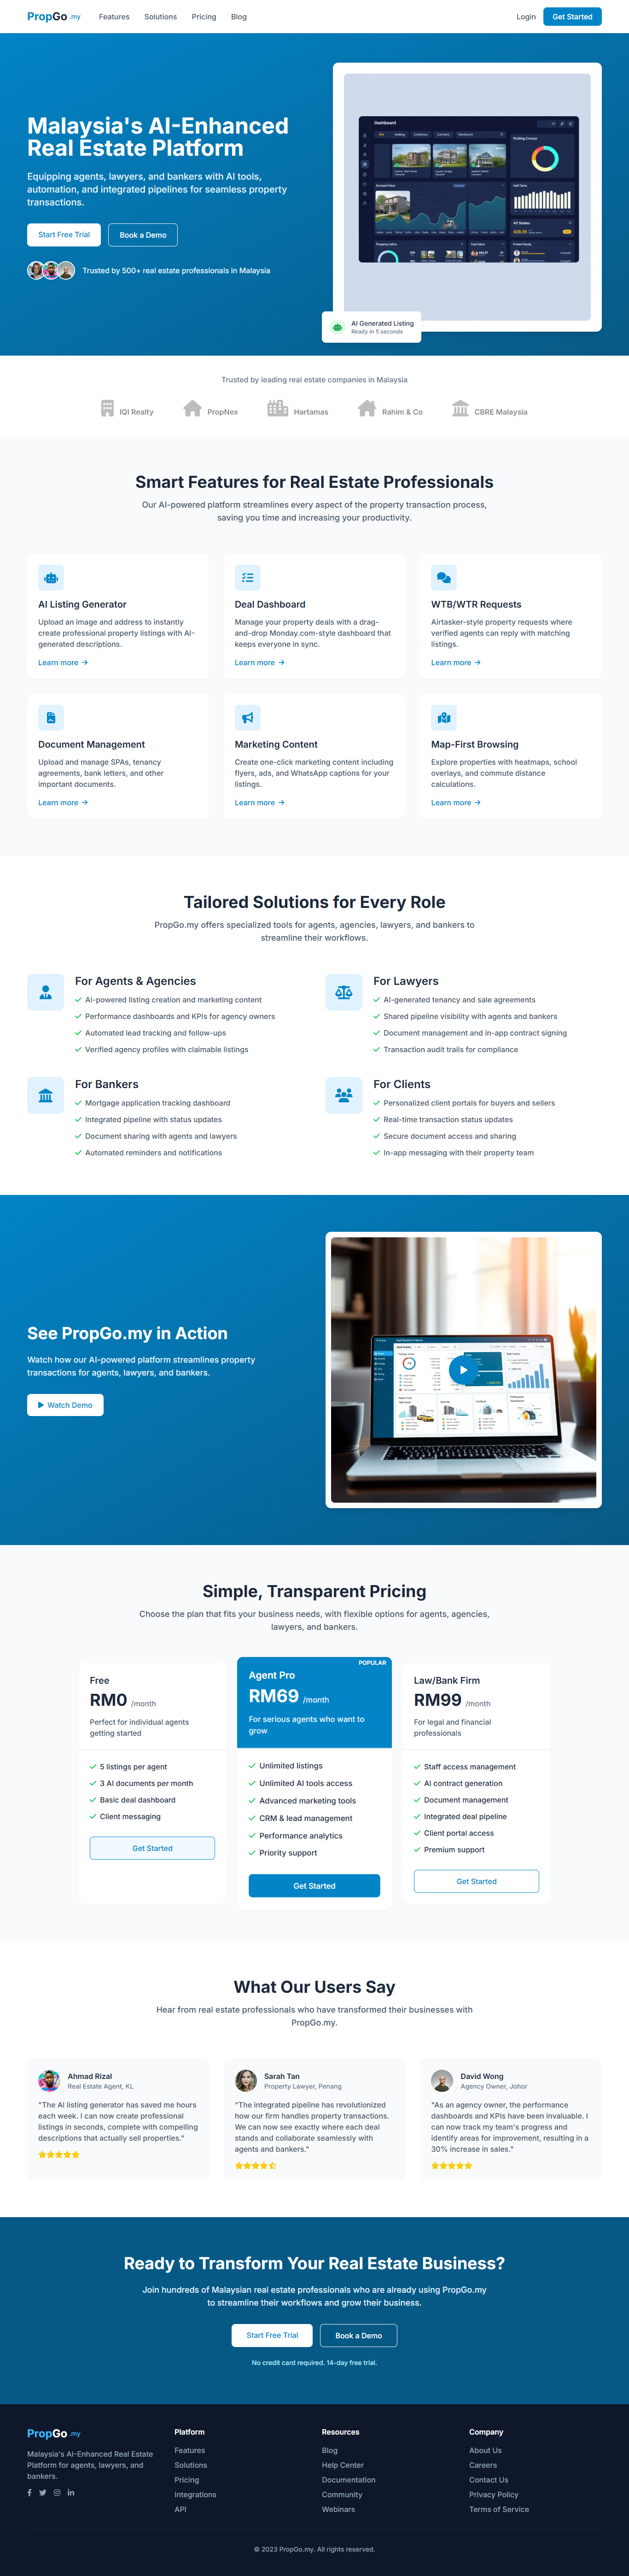 PropGo .my
Features
Solutions
Pricing
Blog
Login
Get Started
Malaysia's AI-Enhanced
Real Estate Platform
Equipping agents, lawyers, and bankers with AI tools,
automation, and integrated pipelines for seamless property
transactions.
Start Free Trial
Book a Demo
Trusted by 500+ real estate professionals in Malaysia
Dashboard
AI Generated Listing
Ready in 5 seconds
Trusted by leading real estate companies in Malaysia
IQI Realty
PropNex
Hartamas
Rahim & Co
CBRE Malaysia
Smart Features for Real Estate Professionals
Our AI-powered platform streamlines every aspect of the property transaction process,
saving you time and increasing your productivity.
AI Listing Generator
Upload an image and address to instantly
create professional property listings with AI-
generated descriptions.
Learn more →
Deal Dashboard
Manage your property deals with a drag-
and-drop Monday.com-style dashboard that
keeps everyone in sync.
Learn more →
WTB/WTR Requests
Airtasker-style property requests where
verified agents can reply with matching
listings.
Learn more →
Document Management
Upload and manage SPAs, tenancy
agreements, bank letters, and other
important documents.
Learn more →
Marketing Content
Create one-click marketing content including
flyers, ads, and WhatsApp captions for your
listings.
Learn more →
Map-First Browsing
Explore properties with heatmaps, school
overlays, and commute distance
calculations.
Learn more →
Tailored Solutions for Every Role
PropGo.my offers specialized tools for agents, agencies, lawyers, and bankers to
streamline their workflows.
For Agents & Agencies
AI-powered listing creation and marketing content
Performance dashboards and KPIs for agency owners
Automated lead tracking and follow-ups
Verified agency profiles with claimable listings
For Lawyers
AI-generated tenancy and sale agreements
Shared pipeline visibility with agents and bankers
Document management and in-app contract signing
Transaction audit trails for compliance
For Bankers
Mortgage application tracking dashboard
Integrated pipeline with status updates
Document sharing with agents and lawyers
Automated reminders and notifications
For Clients
Personalized client portals for buyers and sellers
Real-time transaction status updates
Secure document access and sharing
In-app messaging with their property team
See PropGo.my in Action
Watch how our AI-powered platform streamlines property
transactions for agents, lawyers, and bankers.
Watch Demo
Simple, Transparent Pricing
Choose the plan that fits your business needs, with flexible options for agents, agencies,
lawyers, and bankers.
Free
RM0 /month
Perfect for individual agents
getting started
5 listings per agent
3 AI documents per month
Basic deal dashboard
Client messaging
Get Started
POPULAR
Agent Pro
RM69 /month
For serious agents who want to
grow
Unlimited listings
Unlimited AI tools access
Advanced marketing tools
CRM & lead management
Performance analytics
Priority support
Get Started
Law/Bank Firm
RM99 /month
For legal and financial
professionals
Staff access management
AI contract generation
Document management
Integrated deal pipeline
Client portal access
Premium support
Get Started
What Our Users Say
Hear from real estate professionals who have transformed their businesses with
PropGo.my.
Ahmad Rizal
Real Estate Agent, KL
"The AI listing generator has saved me hours
each week. I can now create professional
listings in seconds, complete with compelling
descriptions that actually sell properties."
Sarah Tan
Property Lawyer, Penang
"The integrated pipeline has revolutionized
how our firm handles property transactions.
We can now see exactly where each deal
stands and collaborate seamlessly with
agents and bankers."
David Wong
Agency Owner, Johor
"As an agency owner, the performance
dashboards and KPIs have been invaluable. I
can now track my team's progress and
identify areas for improvement, resulting in a
30% increase in sales."
Ready to Transform Your Real Estate Business?
Join hundreds of Malaysian real estate professionals who are already using PropGo.my
to streamline their workflows and grow their business.
Start Free Trial
Book a Demo
No credit card required. 14-day free trial.
PropGo .my
Malaysia's AI-Enhanced Real Estate
Platform for agents, lawyers, and
bankers.
Platform
Features
Solutions
Pricing
Integrations
API
Resources
Blog
Help Center
Documentation
Community
Webinars
Company
About Us
Careers
Contact Us
Privacy Policy
Terms of Service
© 2023 PropGo.my. All rights reserved.